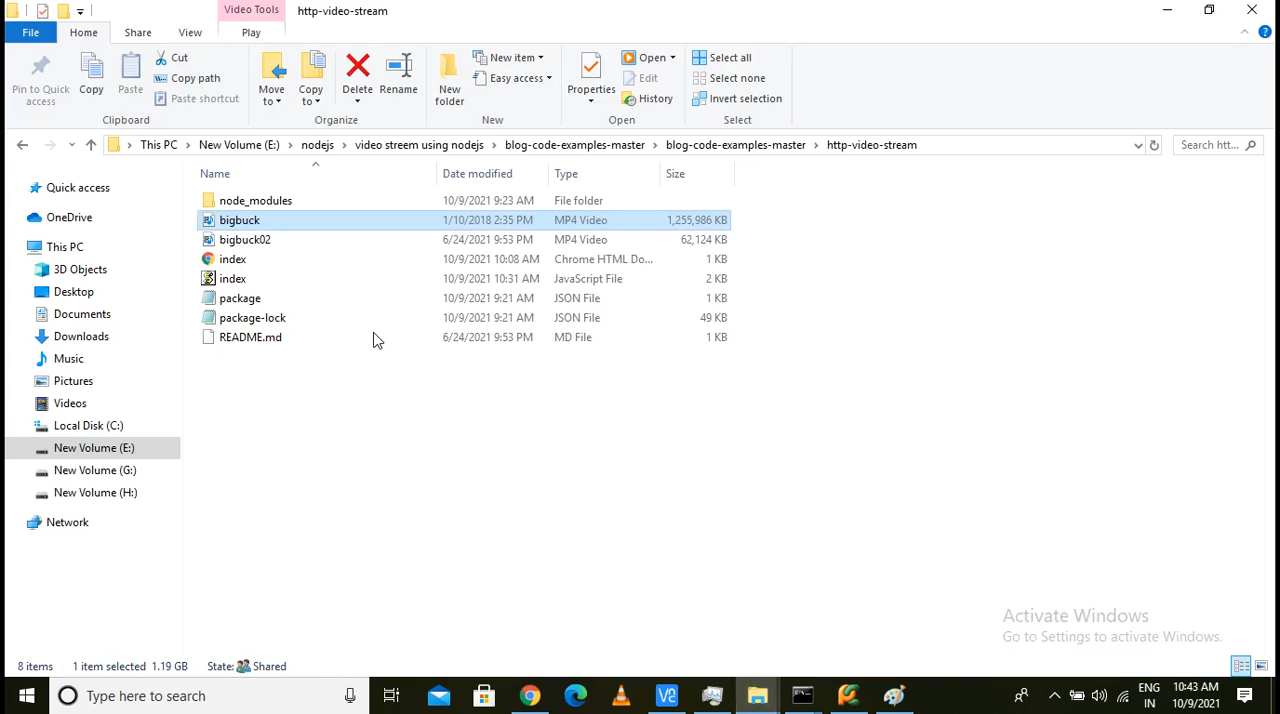 Video Tools
http-video-stream
File
Home
Share
View
Play
Pin to Quick access
Copy
Paste
Cut
Copy path
Paste shortcut
Clipboard
Move to
Copy to
Delete
Rename
Organize
New folder
New item
Easy access
New
Properties
Open
Edit
History
Open
Select all
Select none
Invert selection
Select
This PC > New Volume (E:) > nodejs > video streem using nodejs > blog-code-examples-master > blog-code-examples-master > http-video-stream
Search htt...
Name Date modified Type Size
Quick access
OneDrive
This PC
3D Objects
Desktop
Documents
Downloads
Music
Pictures
Videos
Local Disk (C:)
New Volume (E:)
New Volume (G:)
New Volume (H:)
Network
node_modules 10/9/2021 9:23 AM File folder
bigbuck 1/10/2018 2:35 PM MP4 Video 1,255,986 KB
bigbuck02 6/24/2021 9:53 PM MP4 Video 62,124 KB
index 10/9/2021 10:08 AM Chrome HTML Do... 1 KB
index 10/9/2021 10:31 AM JavaScript File 2 KB
package 10/9/2021 9:21 AM JSON File 1 KB
package-lock 10/9/2021 9:21 AM JSON File 49 KB
README.md 6/24/2021 9:53 PM MD File 1 KB
Activate Windows
Go to Settings to activate Windows.
8 items 1 item selected 1.19 GB State: Shared
Type here to search
ENG
IN
10:43 AM
10/9/2021